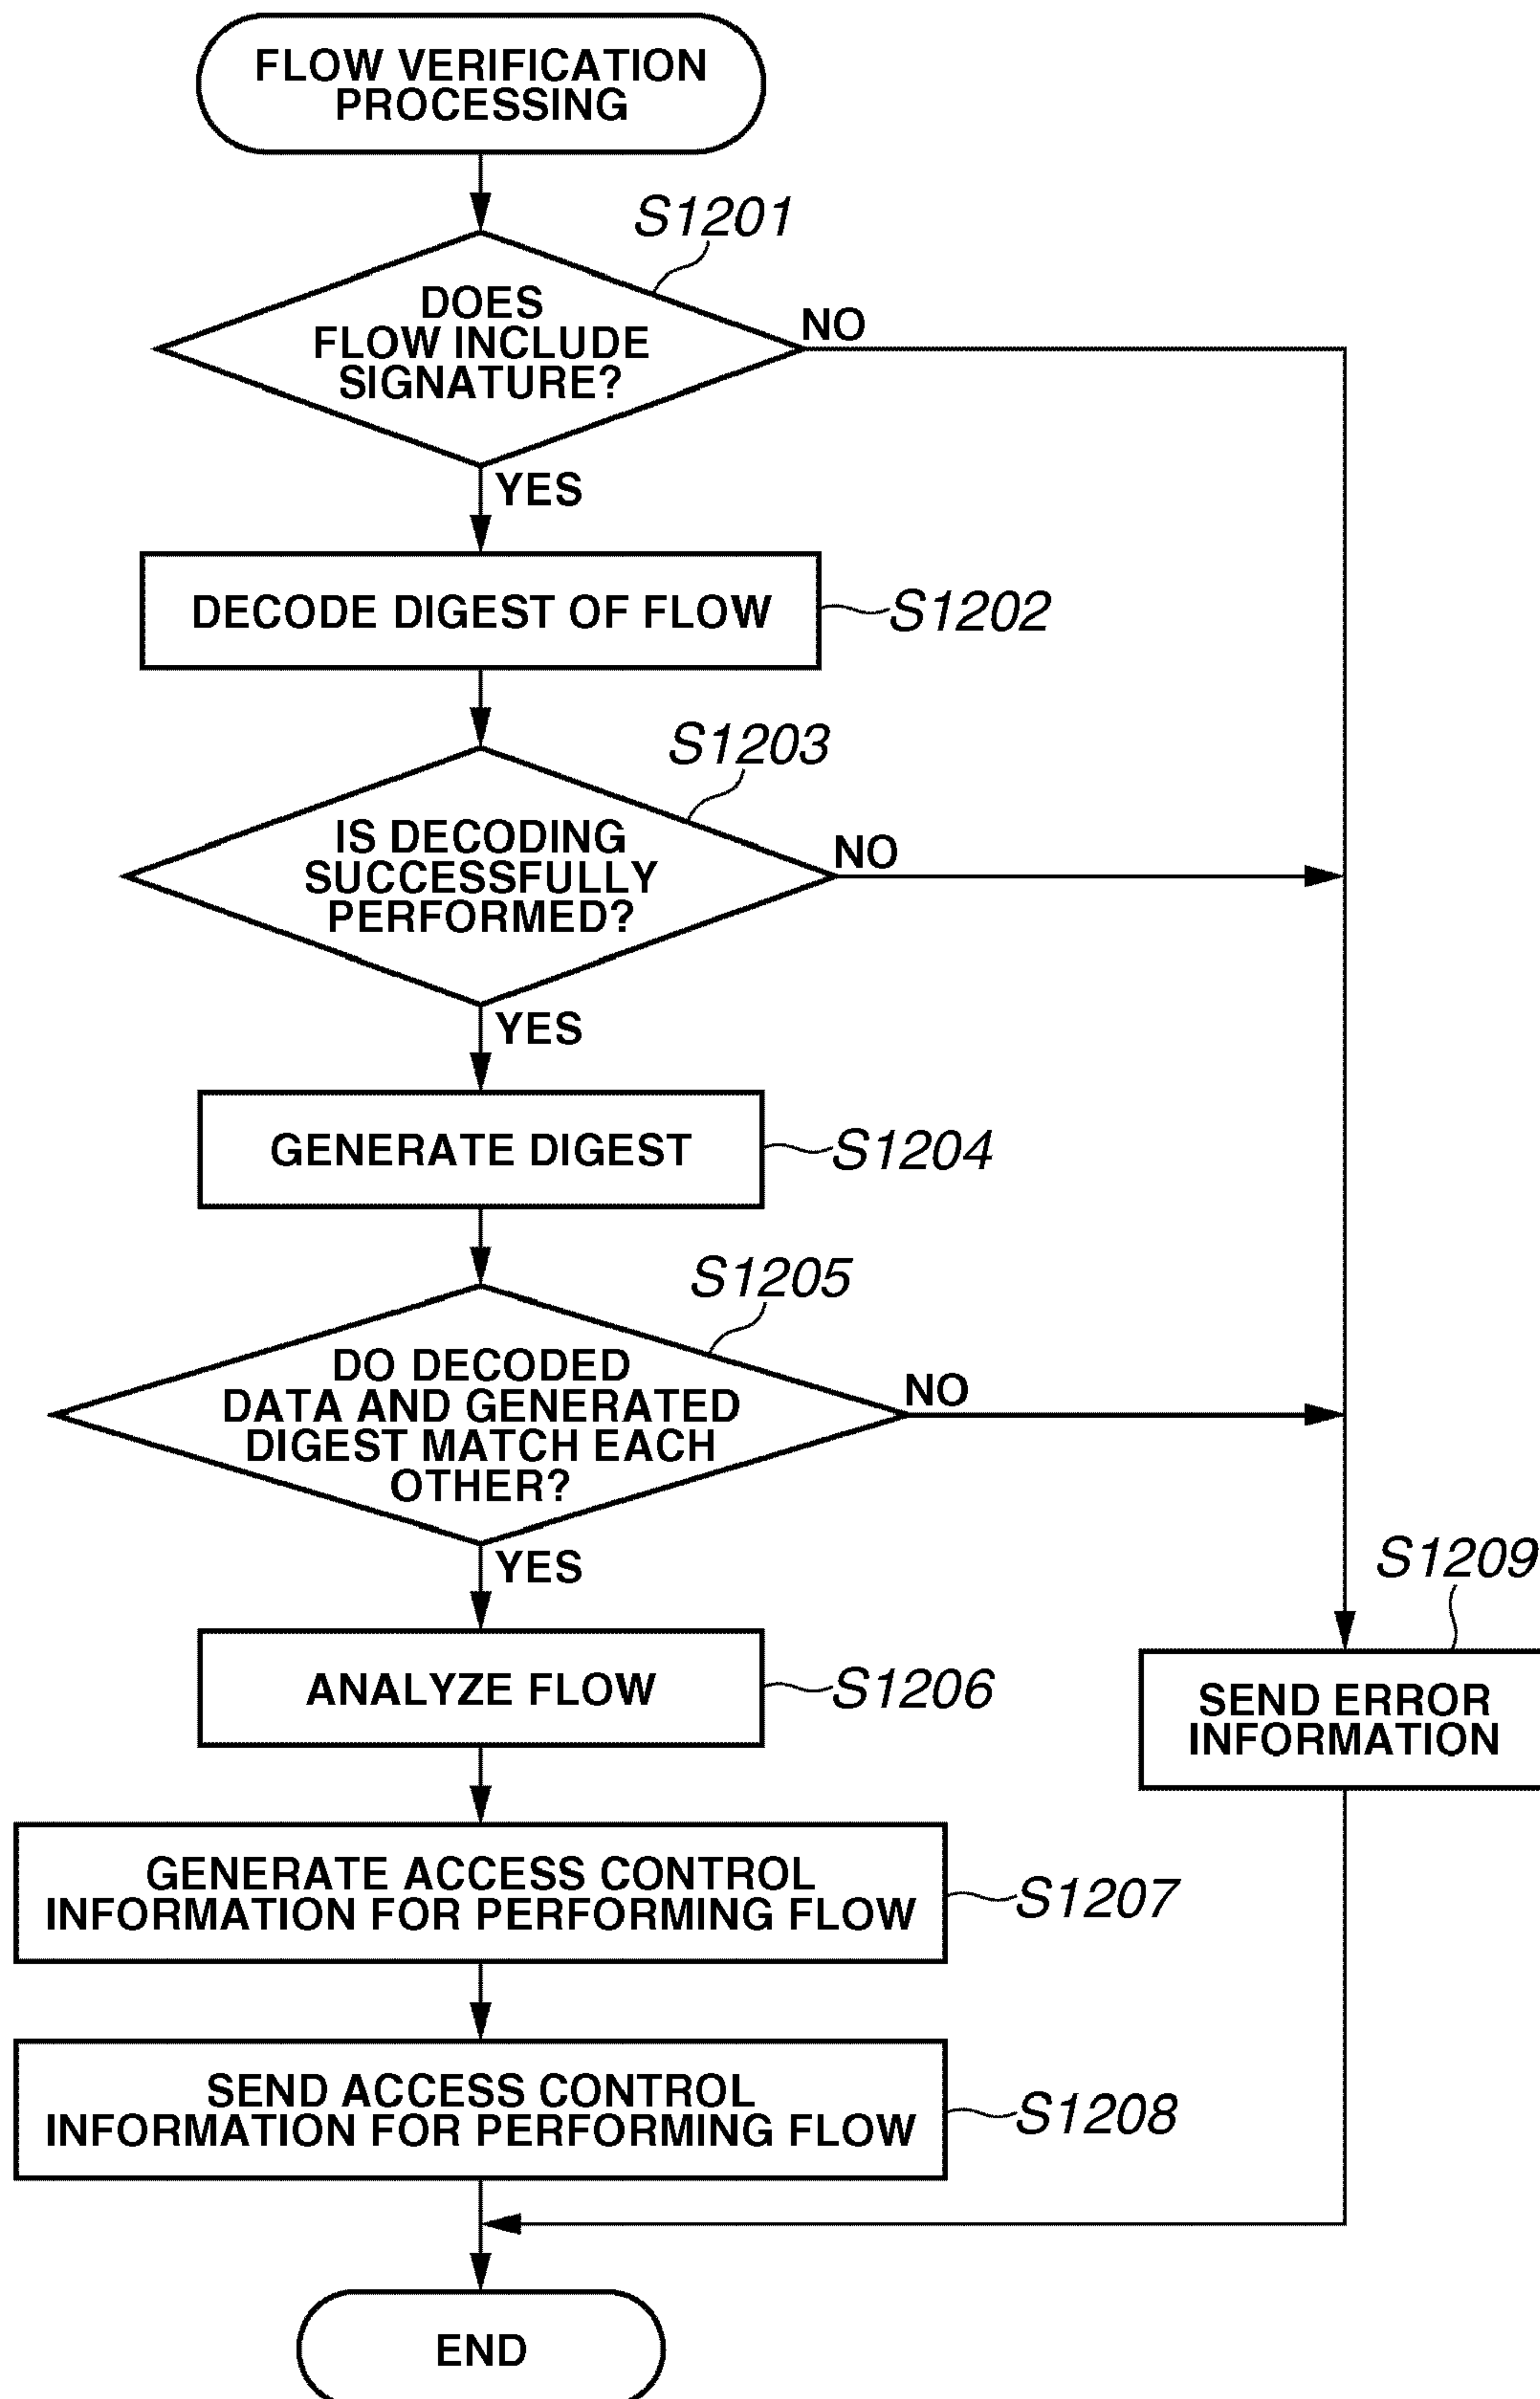 FLOW VERIFICATION
PROCESSING
S1201
DOES
FLOW INCLUDE
SIGNATURE?
NO
YES
DECODE DIGEST OF FLOW
S1202
S1203
IS DECODING
SUCCESSFULLY
PERFORMED?
NO
YES
GENERATE DIGEST
S1204
S1205
DO DECODED
DATA AND GENERATED
DIGEST MATCH EACH
OTHER?
NO
YES
S1209
ANALYZE FLOW
S1206
SEND ERROR
INFORMATION
GENERATE ACCESS CONTROL
INFORMATION FOR PERFORMING FLOW
S1207
SEND ACCESS CONTROL
INFORMATION FOR PERFORMING FLOW
S1208
END